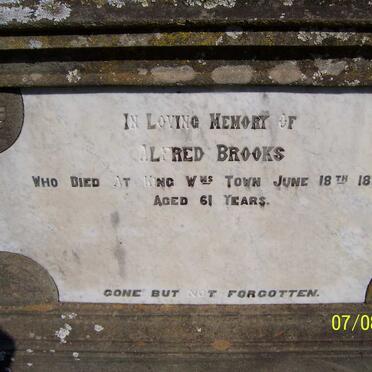 In Loving Memory of
Alfred Brooks
Who Died At King Wms Town June 18th 18
Aged 61 Years.
Gone but not forgotten.
07/08